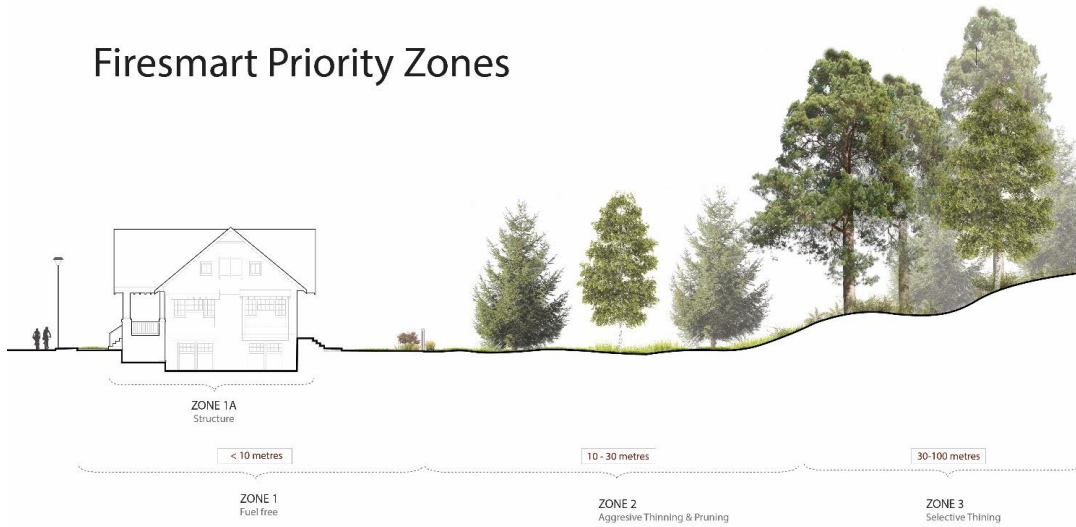 Firesmart Priority Zones
ZONE 1A
Structure
< 10 metres
10 - 30 metres
30-100 metres
ZONE 1
Fuel free
ZONE 2
Aggresive Thinning & Pruning
ZONE 3
Selective Thining